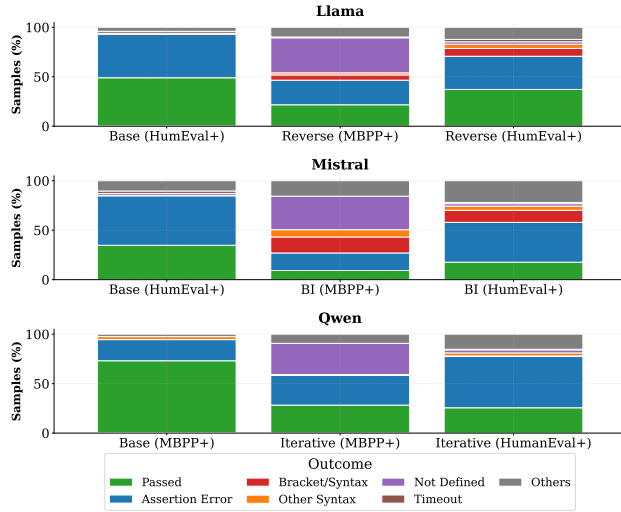 Llama
Samples (%)
100
50
0
Base (HumEval+)
Reverse (MBPP+)
Reverse (HumEval+)
Mistral
Samples (%)
100
50
0
Base (HumEval+)
BI (MBPP+)
BI (HumEval+)
Qwen
Samples (%)
100
50
0
Base (MBPP+)
Iterative (MBPP+)
Iterative (HumanEval+)
Outcome
Passed
Bracket/Syntax
Not Defined
Others
Assertion Error
Other Syntax
Timeout